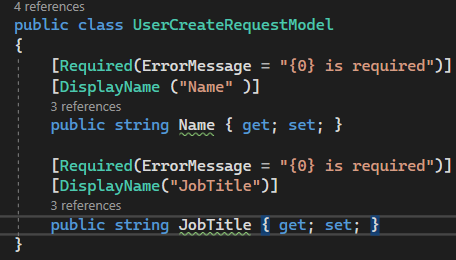 4 references
public class UserCreateRequestModel
{
[Required(ErrorMessage = "{0} is required")]
[DisplayName ("Name" )]
3 references
public string Name { get; set; }
[Required(ErrorMessage = "{0} is required")]
[DisplayName("JobTitle")]
3 references
public string JobTitle { get; set; }
}